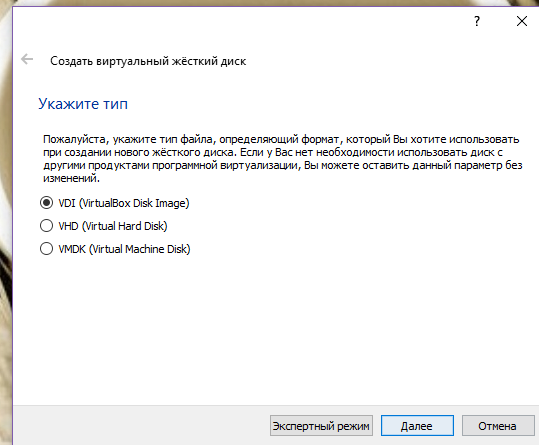 ?
Создать виртуальный жёсткий диск
Укажите тип
Пожалуйста, укажите тип файла, определяющий формат, который Вы хотите использовать
при создании нового жёсткого диска. Если у Вас нет необходимости использовать диск с
другими продуктами программной виртуализации, Вы можете оставить данный параметр без
изменений.
VDI (VirtualBox Disk Image)
VHD (Virtual Hard Disk)
VMDK (Virtual Machine Disk)
Экспертный режим Далее Отмена